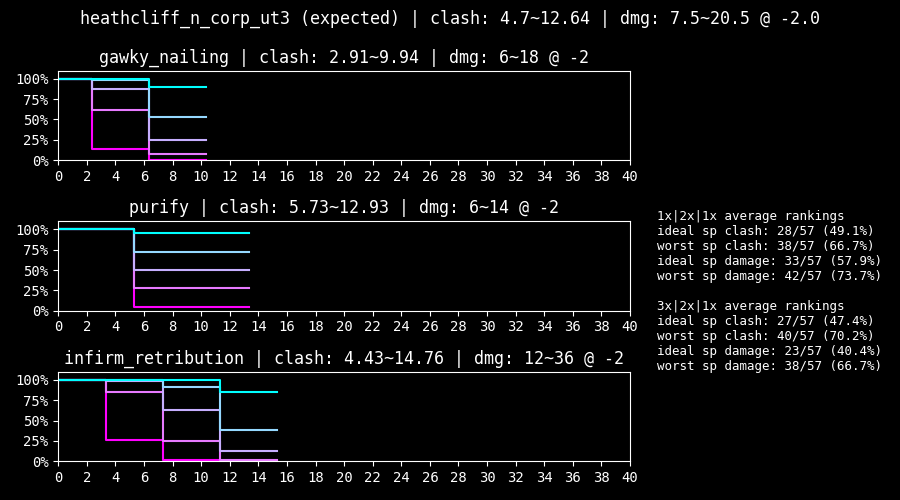 heathcliff_n_corp_ut3 (expected) | clash: 4.7~12.64 | dmg: 7.5~20.5 @ -2.0
gawky_nailing | clash: 2.91~9.94 | dmg: 6~18 @ -2
100%
75%
50%
25%
0%
0 2 4 6 8 10 12 14 16 18 20 22 24 26 28 30 32 34 36 38 40
purify | clash: 5.73~12.93 | dmg: 6~14 @ -2
100%
75%
50%
25%
0%
0 2 4 6 8 10 12 14 16 18 20 22 24 26 28 30 32 34 36 38 40
infirm_retribution | clash: 4.43~14.76 | dmg: 12~36 @ -2
100%
75%
50%
25%
0%
0 2 4 6 8 10 12 14 16 18 20 22 24 26 28 30 32 34 36 38 40
1x|2x|1x average rankings
ideal sp clash: 28/57 (49.1%)
worst sp clash: 38/57 (66.7%)
ideal sp damage: 33/57 (57.9%)
worst sp damage: 42/57 (73.7%)
3x|2x|1x average rankings
ideal sp clash: 27/57 (47.4%)
worst sp clash: 40/57 (70.2%)
ideal sp damage: 23/57 (40.4%)
worst sp damage: 38/57 (66.7%)